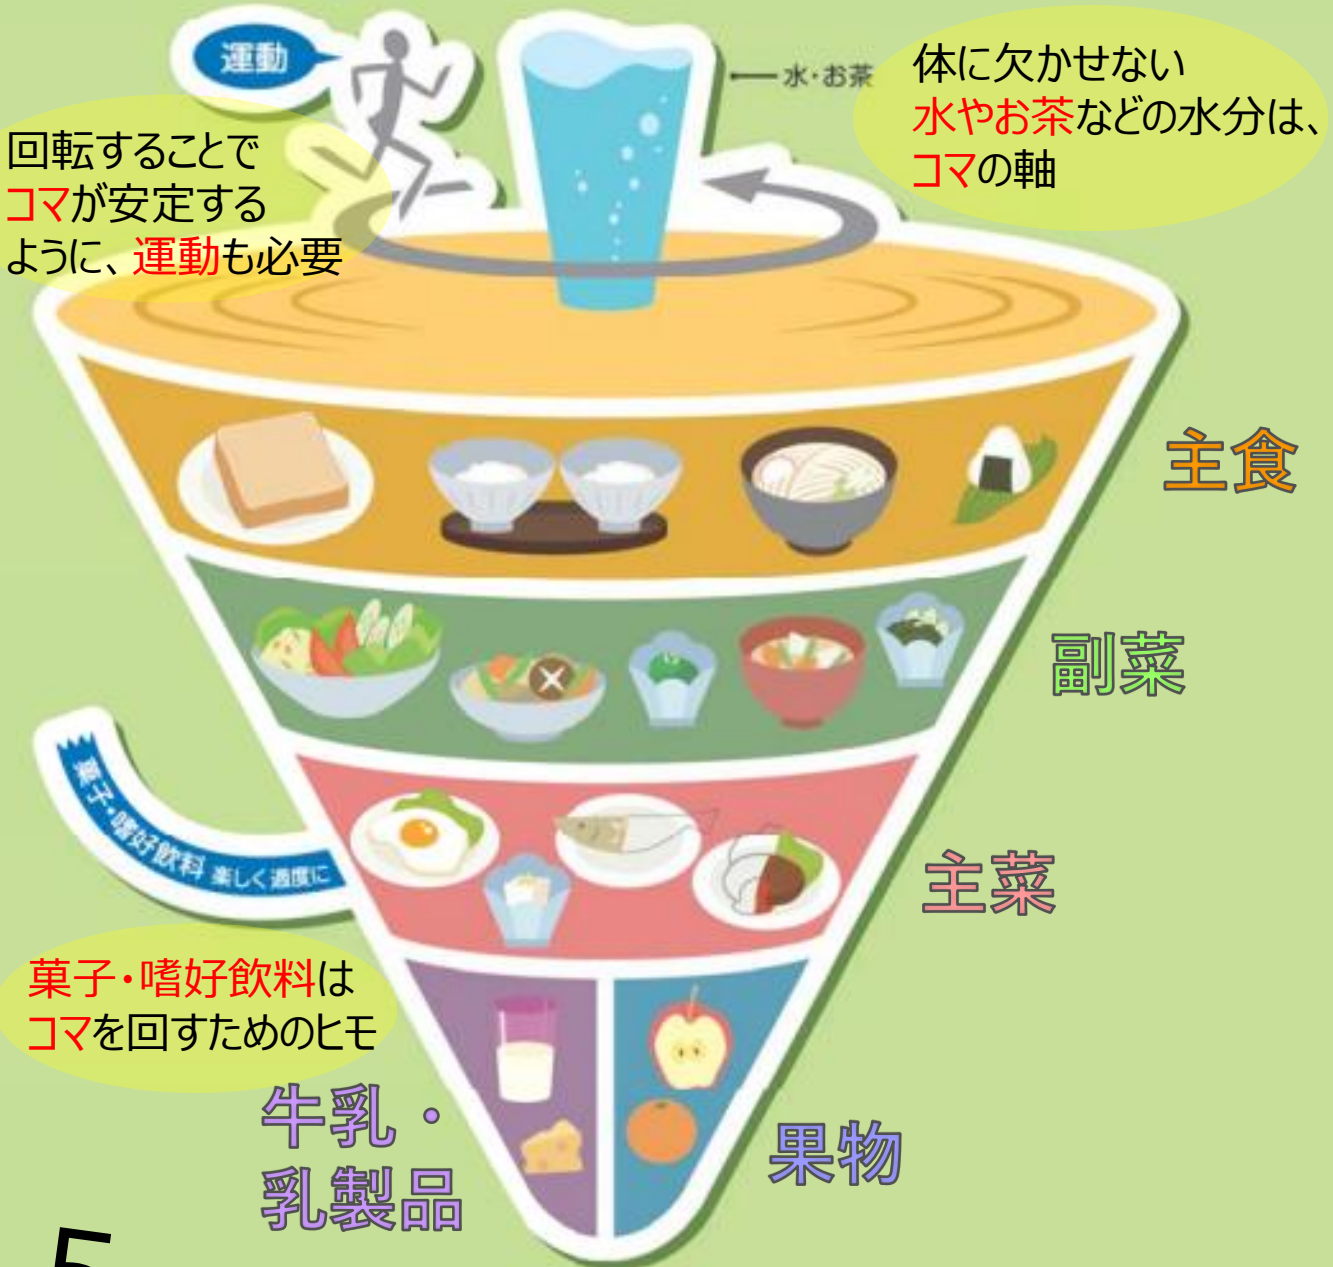 運動
水・お茶
体に欠かせない
水やお茶などの水分は、
コマの軸
回転することで
コマが安定する
ように、運動も必要
主食
副菜
主菜
菓子・嗜好飲料 楽しく適度に
菓子・嗜好飲料は
コマを回すためのヒモ
牛乳・
乳製品
果物
5